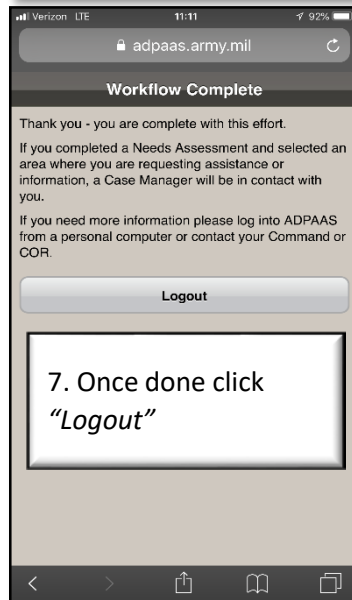 Verizon LTE 11:11 92%
adpaas.army.mil
Workflow Complete
Thank you - you are complete with this effort.
If you completed a Needs Assessment and selected an
area where you are requesting assistance or
information, a Case Manager will be in contact with
you.
If you need more information please log into ADPAAS
from a personal computer or contact your Command or
COR.
Logout
7. Once done click
“Logout”